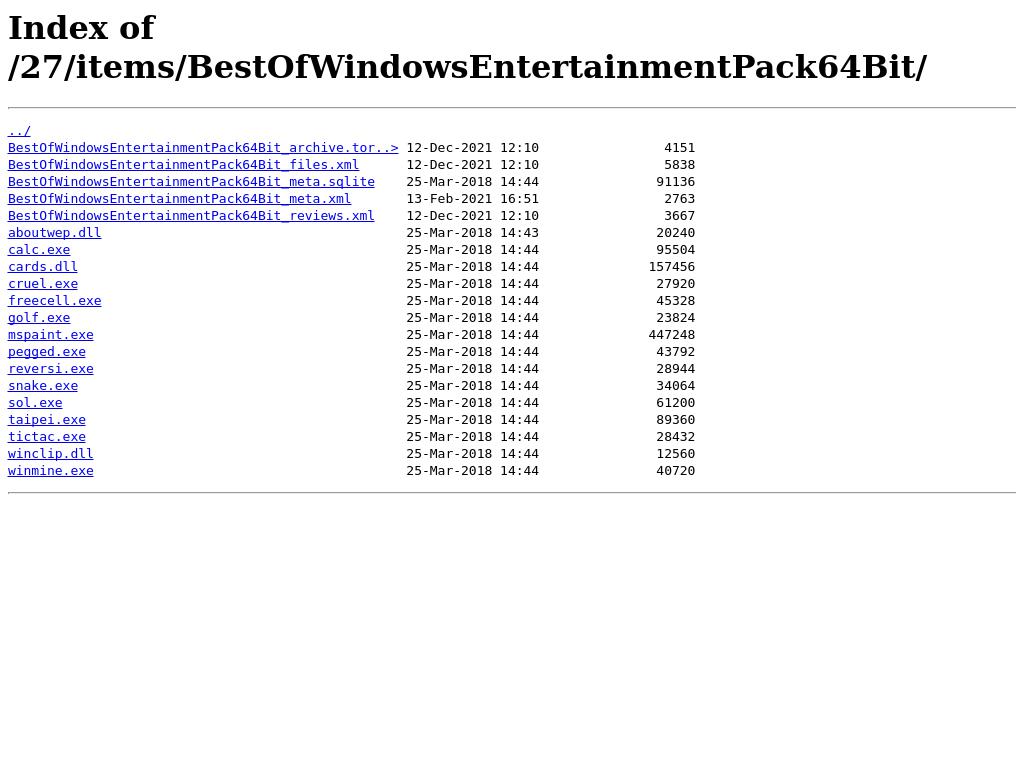 Index of
/27/items/BestOfWindowsEntertainmentPack64Bit/
../
BestOfWindowsEntertainmentPack64Bit_archive.tor..> 12-Dec-2021 12:10 4151
BestOfWindowsEntertainmentPack64Bit_files.xml 12-Dec-2021 12:10 5838
BestOfWindowsEntertainmentPack64Bit_meta.sqlite 25-Mar-2018 14:44 91136
BestOfWindowsEntertainmentPack64Bit_meta.xml 13-Feb-2021 16:51 2763
BestOfWindowsEntertainmentPack64Bit_reviews.xml 12-Dec-2021 12:10 3667
aboutwep.dll 25-Mar-2018 14:43 20240
calc.exe 25-Mar-2018 14:44 95504
cards.dll 25-Mar-2018 14:44 157456
cruel.exe 25-Mar-2018 14:44 27920
freecell.exe 25-Mar-2018 14:44 45328
golf.exe 25-Mar-2018 14:44 23824
mspaint.exe 25-Mar-2018 14:44 447248
pegged.exe 25-Mar-2018 14:44 43792
reversi.exe 25-Mar-2018 14:44 28944
snake.exe 25-Mar-2018 14:44 34064
sol.exe 25-Mar-2018 14:44 61200
taipei.exe 25-Mar-2018 14:44 89360
tictac.exe 25-Mar-2018 14:44 28432
winclip.dll 25-Mar-2018 14:44 12560
winmine.exe 25-Mar-2018 14:44 40720